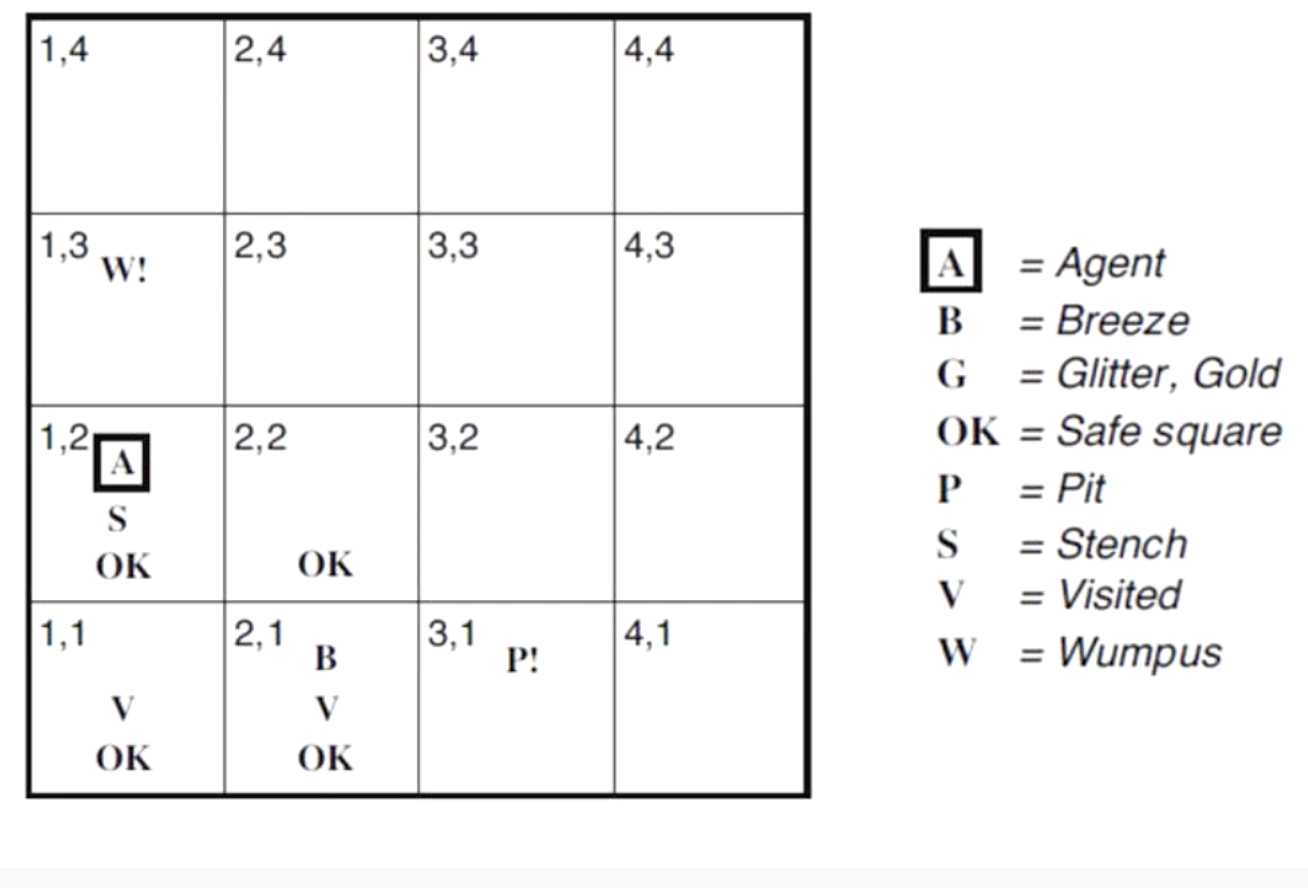 1,4 2,4 3,4 4,4
1,3 W! 2,3 3,3 4,3
1,2 A 2,2 3,2 4,2
S
OK OK
1,1 2,1 B 3,1 P! 4,1
V V
OK OK
A = Agent
B = Breeze
G = Glitter, Gold
OK = Safe square
P = Pit
S = Stench
V = Visited
W = Wumpus